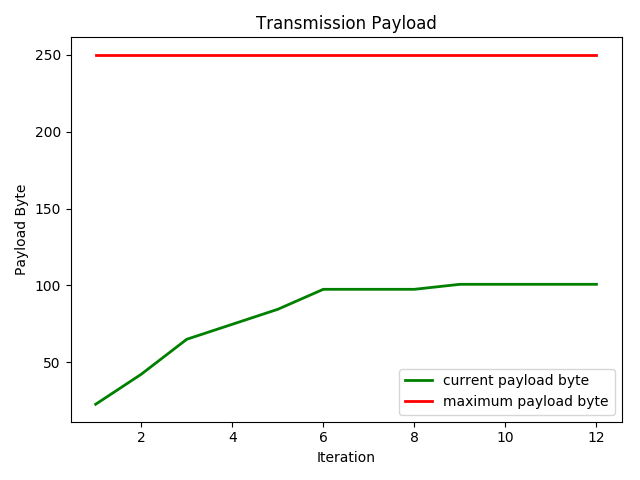 Transmission Payload
250
200
150
100
50
Payload Byte
2
4
6
8
10
12
Iteration
current payload byte
maximum payload byte